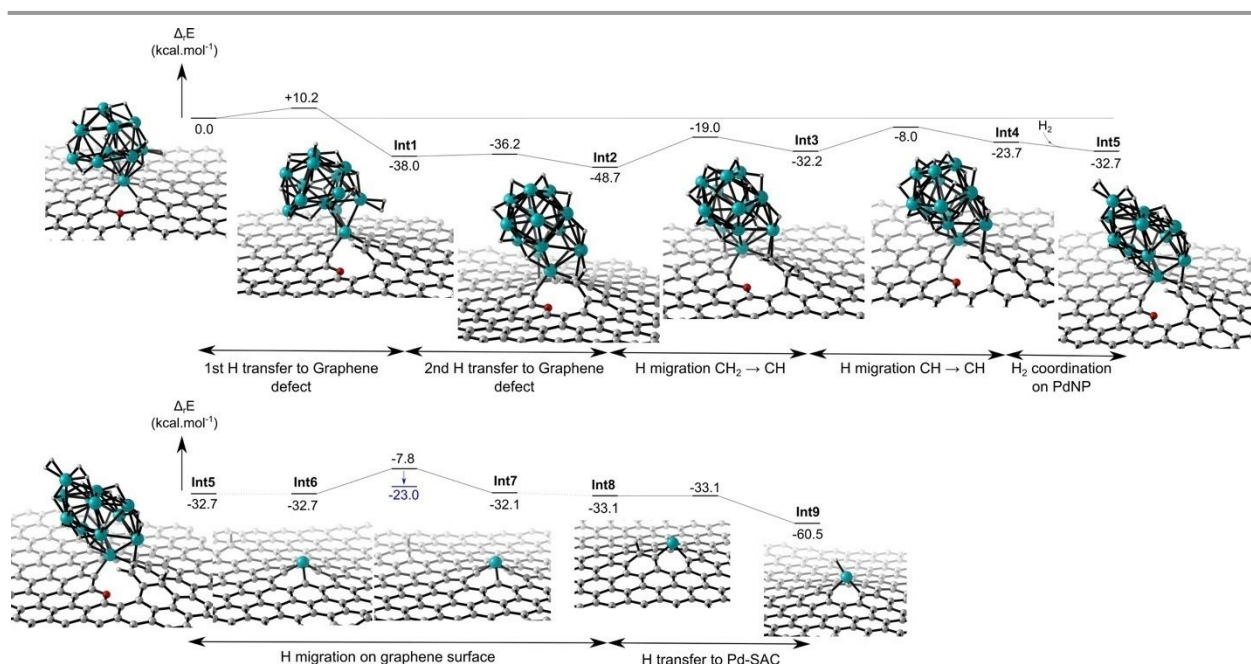 ΔᵣE
(kcal.mol⁻¹)
0.0
+10.2
Int1
-38.0
-36.2
Int2
-48.7
-19.0
Int3
-32.2
-8.0
Int4
-23.7
H₂
Int5
-32.7
1st H transfer to Graphene
defect
2nd H transfer to Graphene
defect
H migration CH₂ → CH
H migration CH → CH
H₂ coordination
on PdNP
ΔᵣE
(kcal.mol⁻¹)
Int5
-32.7
Int6
-32.7
-7.8
-23.0
Int7
-32.1
Int8
-33.1
-33.1
Int9
-60.5
H migration on graphene surface
H transfer to Pd-SAC